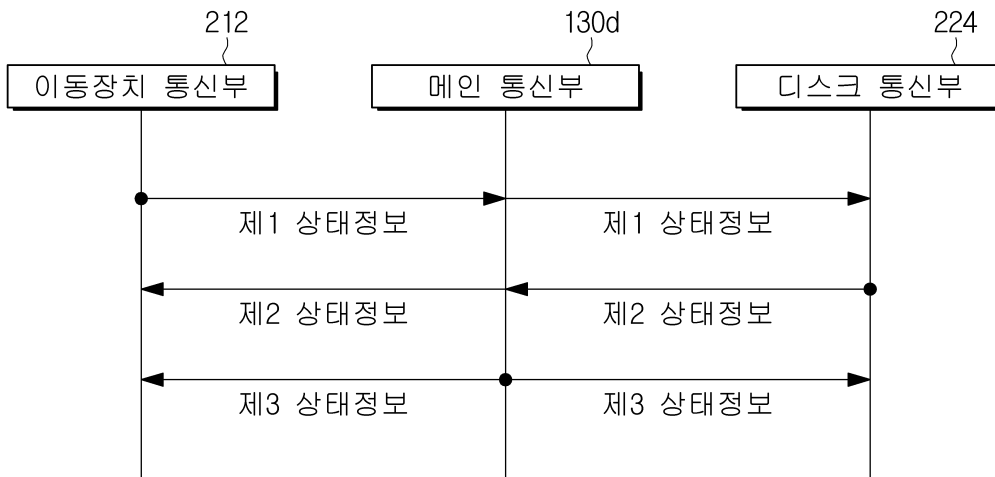 212 130d 224
이동장치 통신부 메인 통신부 디스크 통신부
제1 상태정보 제1 상태정보
제2 상태정보 제2 상태정보
제3 상태정보 제3 상태정보